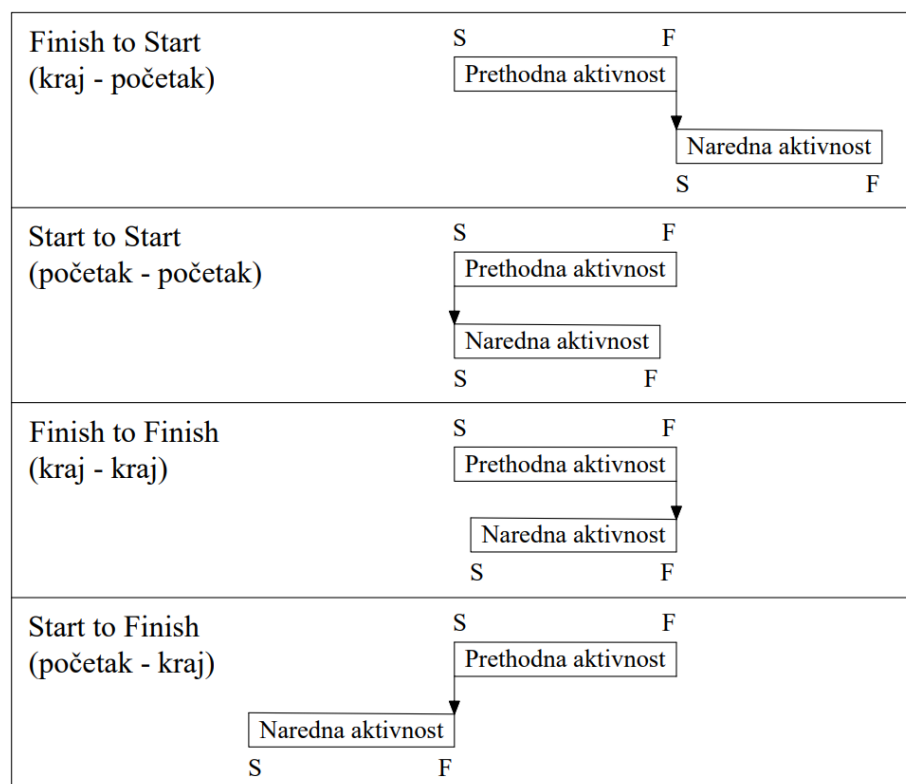 Finish to Start
(kraj - početak)
S F
Prethodna aktivnost
Naredna aktivnost
S F
Start to Start
(početak - početak)
S F
Prethodna aktivnost
Naredna aktivnost
S F
Finish to Finish
(kraj - kraj)
S F
Prethodna aktivnost
Naredna aktivnost
S F
Start to Finish
(početak - kraj)
S F
Prethodna aktivnost
Naredna aktivnost
S F